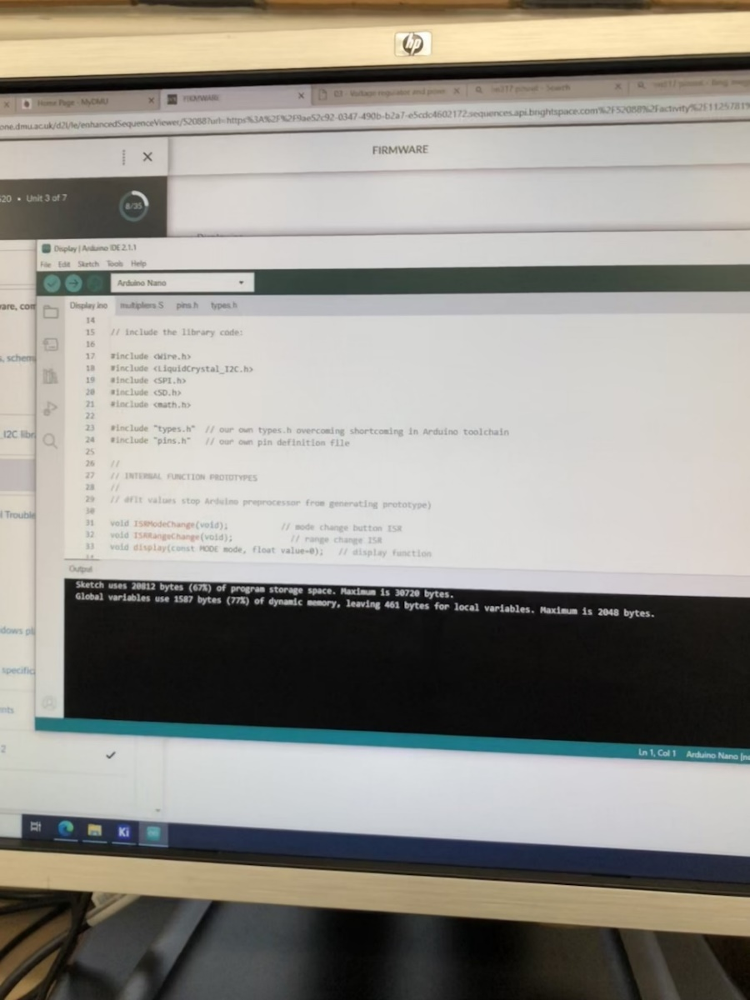 hp
Home Page - MyDMU
FIRMWARE
03 - Voltage regulator and power
one.dmu.ac.uk/d2l/le/enhancedSequenceViewer/52088?url=https%3A%2F%2F9ae52c92-0347-490b-b2a7-e5cdc4602172.sequences.api.brightspace.com%2F52088%2Factivity%2F1125781%
FIRMWARE
520 • Unit 3 of 7
8/35
Display | Arduino IDE 2.1.1
File Edit Sketch Tools Help
Arduino Nano
Display.ino multipliers.S pins.h types.h
14
15 // include the library code:
16
17 #include <Wire.h>
18 #include <LiquidCrystal_I2C.h>
19 #include <SPI.h>
20 #include <SD.h>
21 #include <math.h>
22
23 #include "types.h" // our own types.h overcoming shortcoming in Arduino toolchain
24 #include "pins.h" // our own pin definition file
25
26 //
27 // INTERNAL FUNCTION PROTOTYPES
28 //
29 // dflt values stop Arduino preprocessor from generating prototype)
30
31 void ISRModeChange(void); // mode change button ISR
32 void ISRRangeChange(void); // range change ISR
33 void display(const MODE mode, float value=0); // display function
Output
Sketch uses 20812 bytes (67%) of program storage space. Maximum is 30720 bytes.
Global variables use 1587 bytes (77%) of dynamic memory, leaving 461 bytes for local variables. Maximum is 2048 bytes.
Ln 1, Col 1 Arduino Nano
ware, com
s, schem
_I2C libr
l Trouble
dows pl
specific
nts
2
Ki